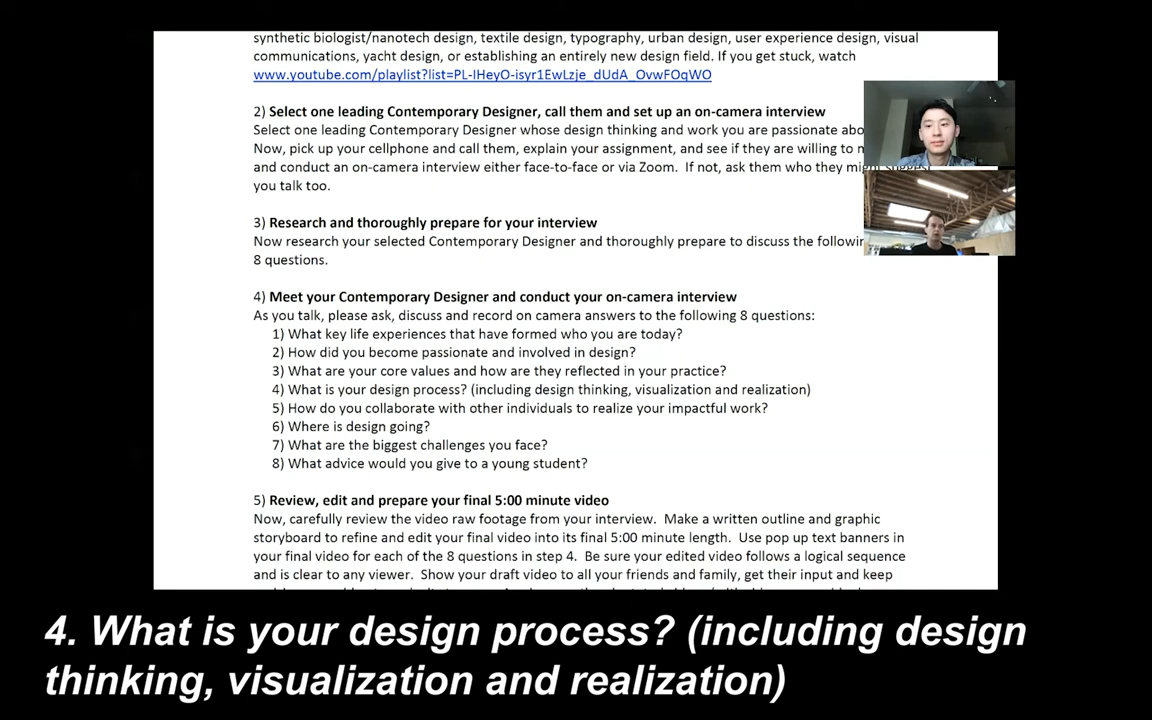 synthetic biologist/nanotech design, textile design, typography, urban design, user experience design, visual
communications, yacht design, or establishing an entirely new design field. If you get stuck, watch
www.youtube.com/playlist?list=PL-IHeyO-isyr1EwLzje_dUdA_OvwFOqWO
2) Select one leading Contemporary Designer, call them and set up an on-camera interview
Select one leading Contemporary Designer whose design thinking and work you are passionate abo
Now, pick up your cellphone and call them, explain your assignment, and see if they are willing to m
and conduct an on-camera interview either face-to-face or via Zoom. If not, ask them who they might suggest
you talk too.
3) Research and thoroughly prepare for your interview
Now research your selected Contemporary Designer and thoroughly prepare to discuss the followin
8 questions.
4) Meet your Contemporary Designer and conduct your on-camera interview
As you talk, please ask, discuss and record on camera answers to the following 8 questions:
1) What key life experiences that have formed who you are today?
2) How did you become passionate and involved in design?
3) What are your core values and how are they reflected in your practice?
4) What is your design process? (including design thinking, visualization and realization)
5) How do you collaborate with other individuals to realize your impactful work?
6) Where is design going?
7) What are the biggest challenges you face?
8) What advice would you give to a young student?
5) Review, edit and prepare your final 5:00 minute video
Now, carefully review the video raw footage from your interview. Make a written outline and graphic
storyboard to refine and edit your final video into its final 5:00 minute length. Use pop up text banners in
your final video for each of the 8 questions in step 4. Be sure your edited video follows a logical sequence
and is clear to any viewer. Show your draft video to all your friends and family, get their input and keep
4. What is your design process? (including design
thinking, visualization and realization)